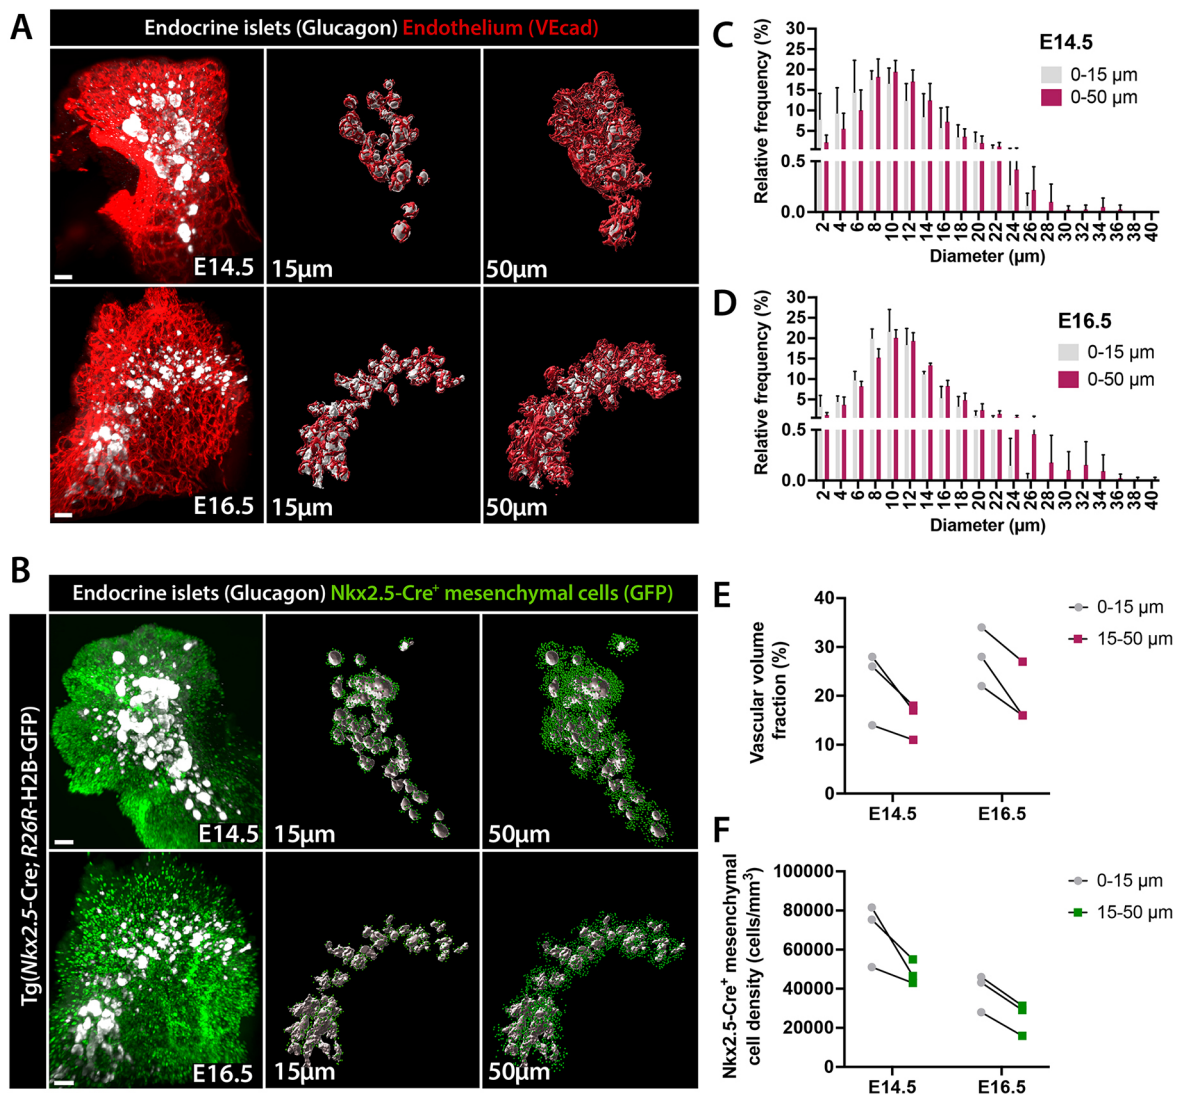 A
Endocrine islets (Glucagon) Endothelium (VEcad)
E14.5
15µm
50µm
E16.5
15µm
50µm
B
Endocrine islets (Glucagon) Nkx2.5-Cre+ mesenchymal cells (GFP)
Tg(Nkx2.5-Cre; R26R-H2B-GFP)
E14.5
15µm
50µm
E16.5
15µm
50µm
C
Relative frequency (%)
30
25
20
15
10
5
0.5
0.0
E14.5
0-15 µm
0-50 µm
2 4 6 8 10 12 14 16 18 20 22 24 26 28 30 32 34 36 38 40
Diameter (µm)
D
Relative frequency (%)
30
25
20
15
10
5
0.5
0.0
E16.5
0-15 µm
0-50 µm
2 4 6 8 10 12 14 16 18 20 22 24 26 28 30 32 34 36 38 40
Diameter (µm)
E
Vascular volume
fraction (%)
40
30
20
10
0
0-15 µm
15-50 µm
E14.5 E16.5
F
Nkx2.5-Cre+ mesenchymal
cell density (cells/mm3)
100000
80000
60000
40000
20000
0
0-15 µm
15-50 µm
E14.5 E16.5